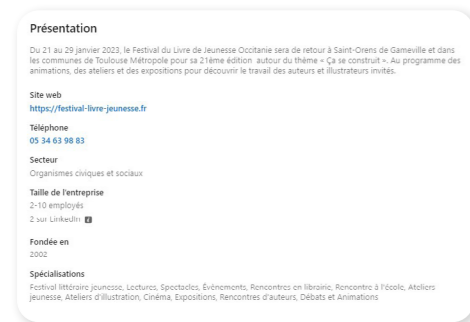 Présentation
Du 21 au 29 janvier 2023, le Festival du Livre de Jeunesse Occitanie sera de retour à Saint-Orens de Gameville et dans
les communes de Toulouse Métropole pour sa 21ème édition autour du thème « Ça se construit ». Au programme des
animations, des ateliers et des expositions pour découvrir le travail des auteurs et illustrateurs invités.
Site web
https://festival-livre-jeunesse.fr
Téléphone
05 34 63 98 83
Secteur
Organismes civiques et sociaux
Taille de l'entreprise
2-10 employés
2 sur LinkedIn
Fondée en
2002
Spécialisations
Festival littéraire jeunesse, Lectures, Spectacles, Évènements, Rencontres en librairie, Rencontre à l'école, Ateliers
jeunesse, Ateliers d'illustration, Cinéma, Expositions, Rencontres d'auteurs, Débats et Animations